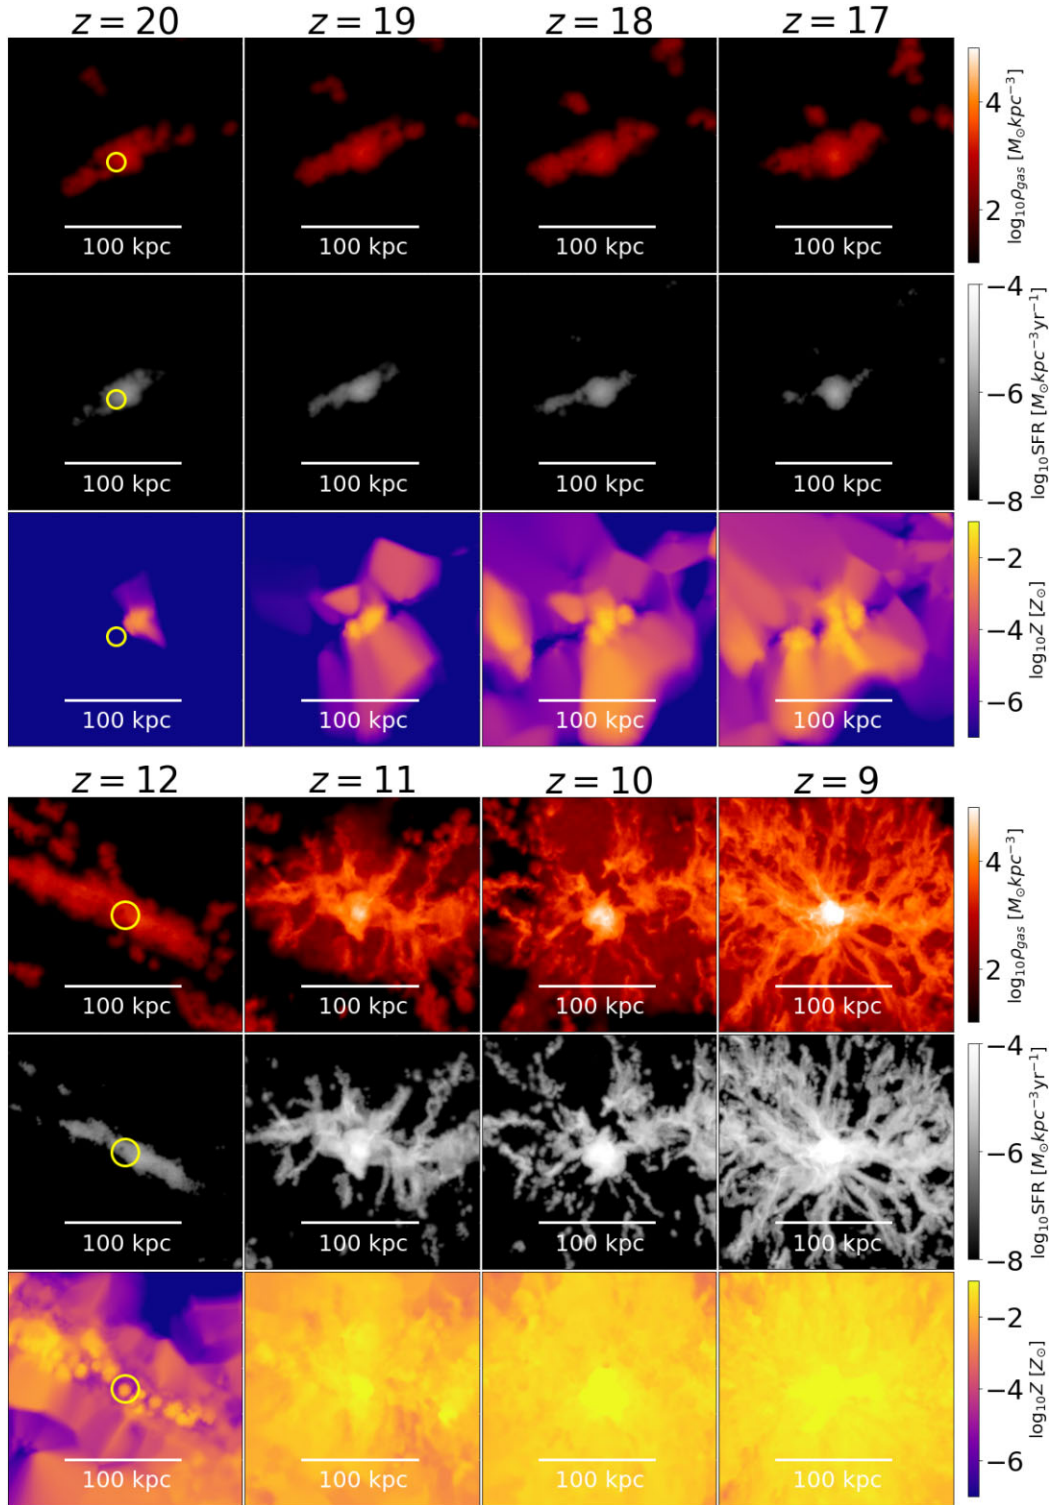 z = 20 z = 19 z = 18 z = 17
100 kpc 100 kpc 100 kpc 100 kpc
4
2
log₁₀ρgas [M⊙kpc⁻³]
100 kpc 100 kpc 100 kpc 100 kpc
−4
−6
−8
log₁₀SFR [M⊙kpc⁻³yr⁻¹]
100 kpc 100 kpc 100 kpc 100 kpc
−2
−4
−6
log₁₀Z [Z⊙]
z = 12 z = 11 z = 10 z = 9
100 kpc 100 kpc 100 kpc 100 kpc
4
2
log₁₀ρgas [M⊙kpc⁻³]
100 kpc 100 kpc 100 kpc 100 kpc
−4
−6
−8
log₁₀SFR [M⊙kpc⁻³yr⁻¹]
100 kpc 100 kpc 100 kpc 100 kpc
−2
−4
−6
log₁₀Z [Z⊙]